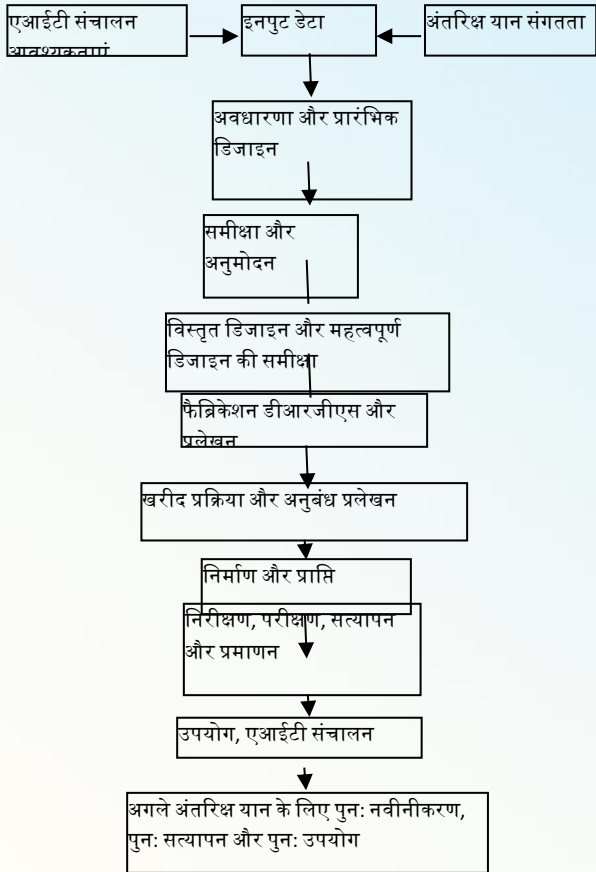 एआईटी संचालन
आवश्यकताएं
इनपुट डेटा
अंतरिक्ष यान संगतता
अवधारणा और प्रारंभिक
डिजाइन
समीक्षा और
अनुमोदन
विस्तृत डिजाइन और महत्वपूर्ण
डिजाइन की समीक्षा
फैब्रिकेशन डीआरजीएस और
प्रलेखन
खरीद प्रक्रिया और अनुबंध प्रलेखन
निर्माण और प्राप्ति
निरीक्षण, परीक्षण, सत्यापन
और प्रमाणन
उपयोग, एआईटी संचालन
अगले अंतरिक्ष यान के लिए पुन: नवीनीकरण,
पुन: सत्यापन और पुन: उपयोग